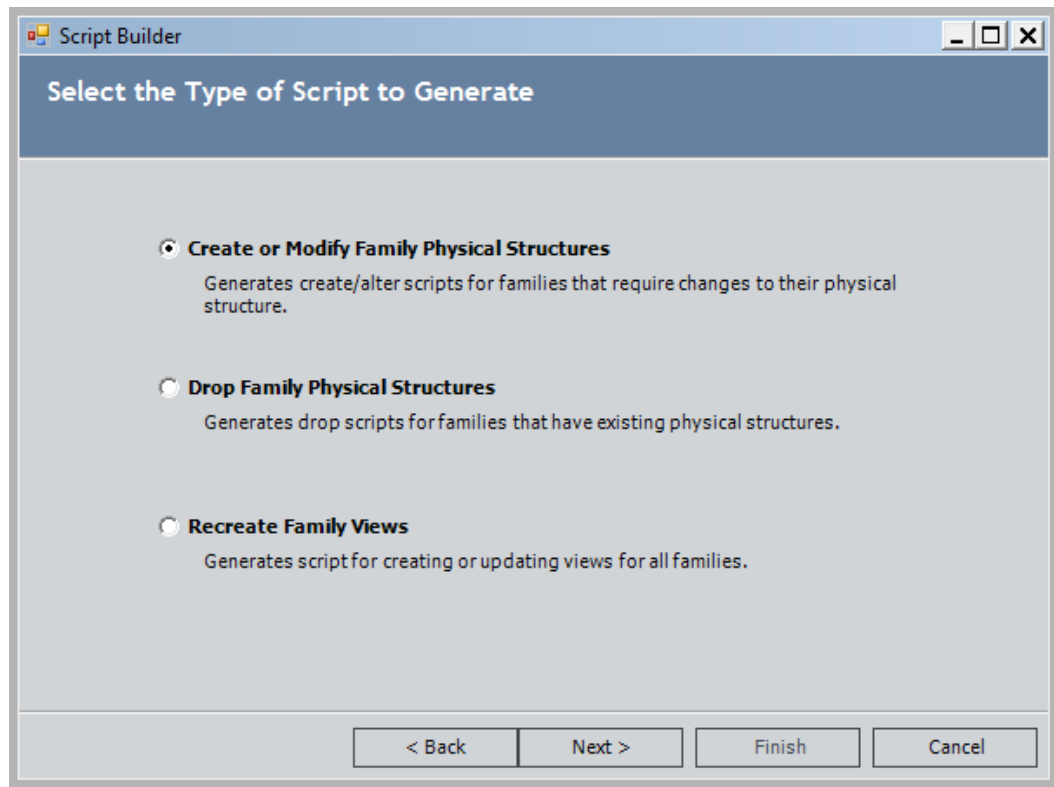 Script Builder
Select the Type of Script to Generate
Create or Modify Family Physical Structures
Generates create/alter scripts for families that require changes to their physical
structure.
Drop Family Physical Structures
Generates drop scripts for families that have existing physical structures.
Recreate Family Views
Generates script for creating or updating views for all families.
< Back
Next >
Finish
Cancel